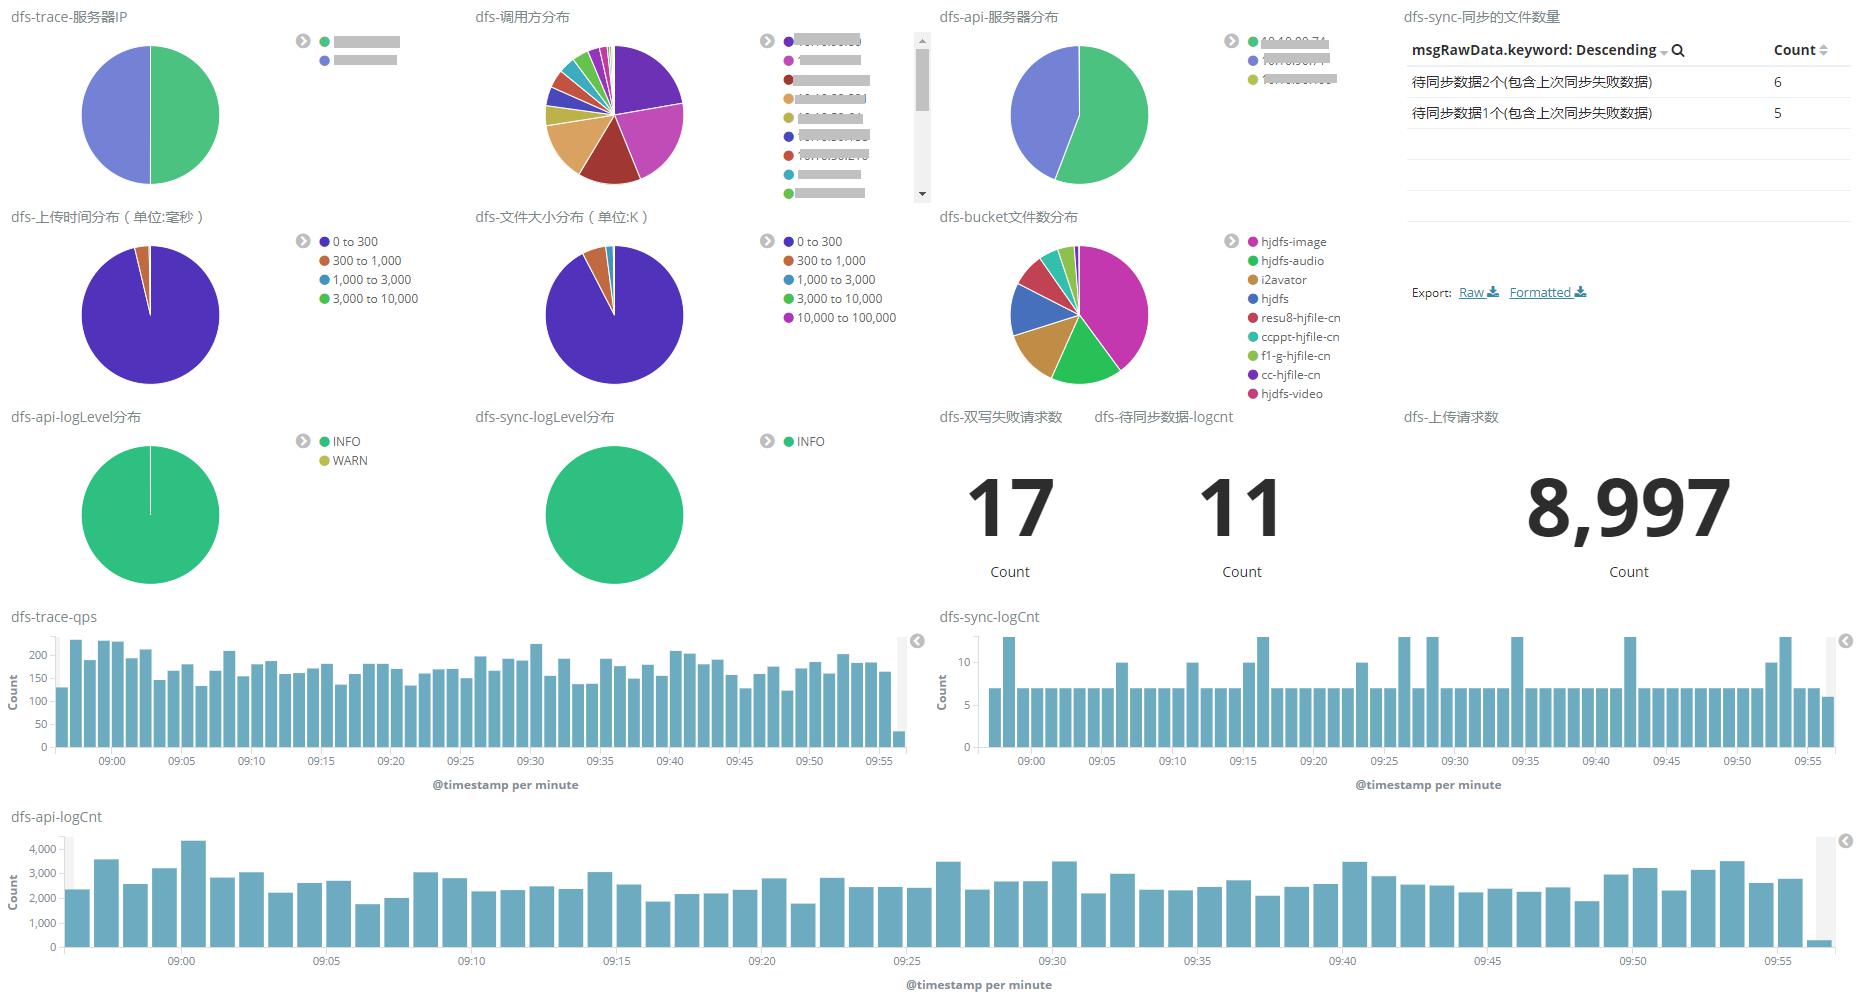 dfs-trace-服务器IP
dfs-调用方分布
dfs-api-服务器分布
dfs-sync-同步的文件数量
msgRawData.keyword: Descending
Count
待同步数据2个(包含上次同步失败数据)
6
待同步数据1个(包含上次同步失败数据)
5
Export: Raw Formatted
dfs-上传时间分布（单位:毫秒）
0 to 300
300 to 1,000
1,000 to 3,000
3,000 to 10,000
dfs-文件大小分布（单位:K）
0 to 300
300 to 1,000
1,000 to 3,000
3,000 to 10,000
10,000 to 100,000
dfs-bucket文件数分布
hjdfs-image
hjdfs-audio
i2avator
hjdfs
resu8-hjfile-cn
ccppt-hjfile-cn
f1-g-hjfile-cn
cc-hjfile-cn
hjdfs-video
dfs-api-logLevel分布
INFO
WARN
dfs-sync-logLevel分布
INFO
dfs-双写失败请求数
17
Count
dfs-待同步数据-logcnt
11
Count
dfs-上传请求数
8,997
Count
dfs-trace-qps
Count
200
150
100
50
0
09:00 09:05 09:10 09:15 09:20 09:25 09:30 09:35 09:40 09:45 09:50 09:55
@timestamp per minute
dfs-sync-logCnt
Count
10
5
0
09:00 09:05 09:10 09:15 09:20 09:25 09:30 09:35 09:40 09:45 09:50 09:55
@timestamp per minute
dfs-api-logCnt
Count
4,000
3,000
2,000
1,000
0
09:00 09:05 09:10 09:15 09:20 09:25 09:30 09:35 09:40 09:45 09:50 09:55
@timestamp per minute